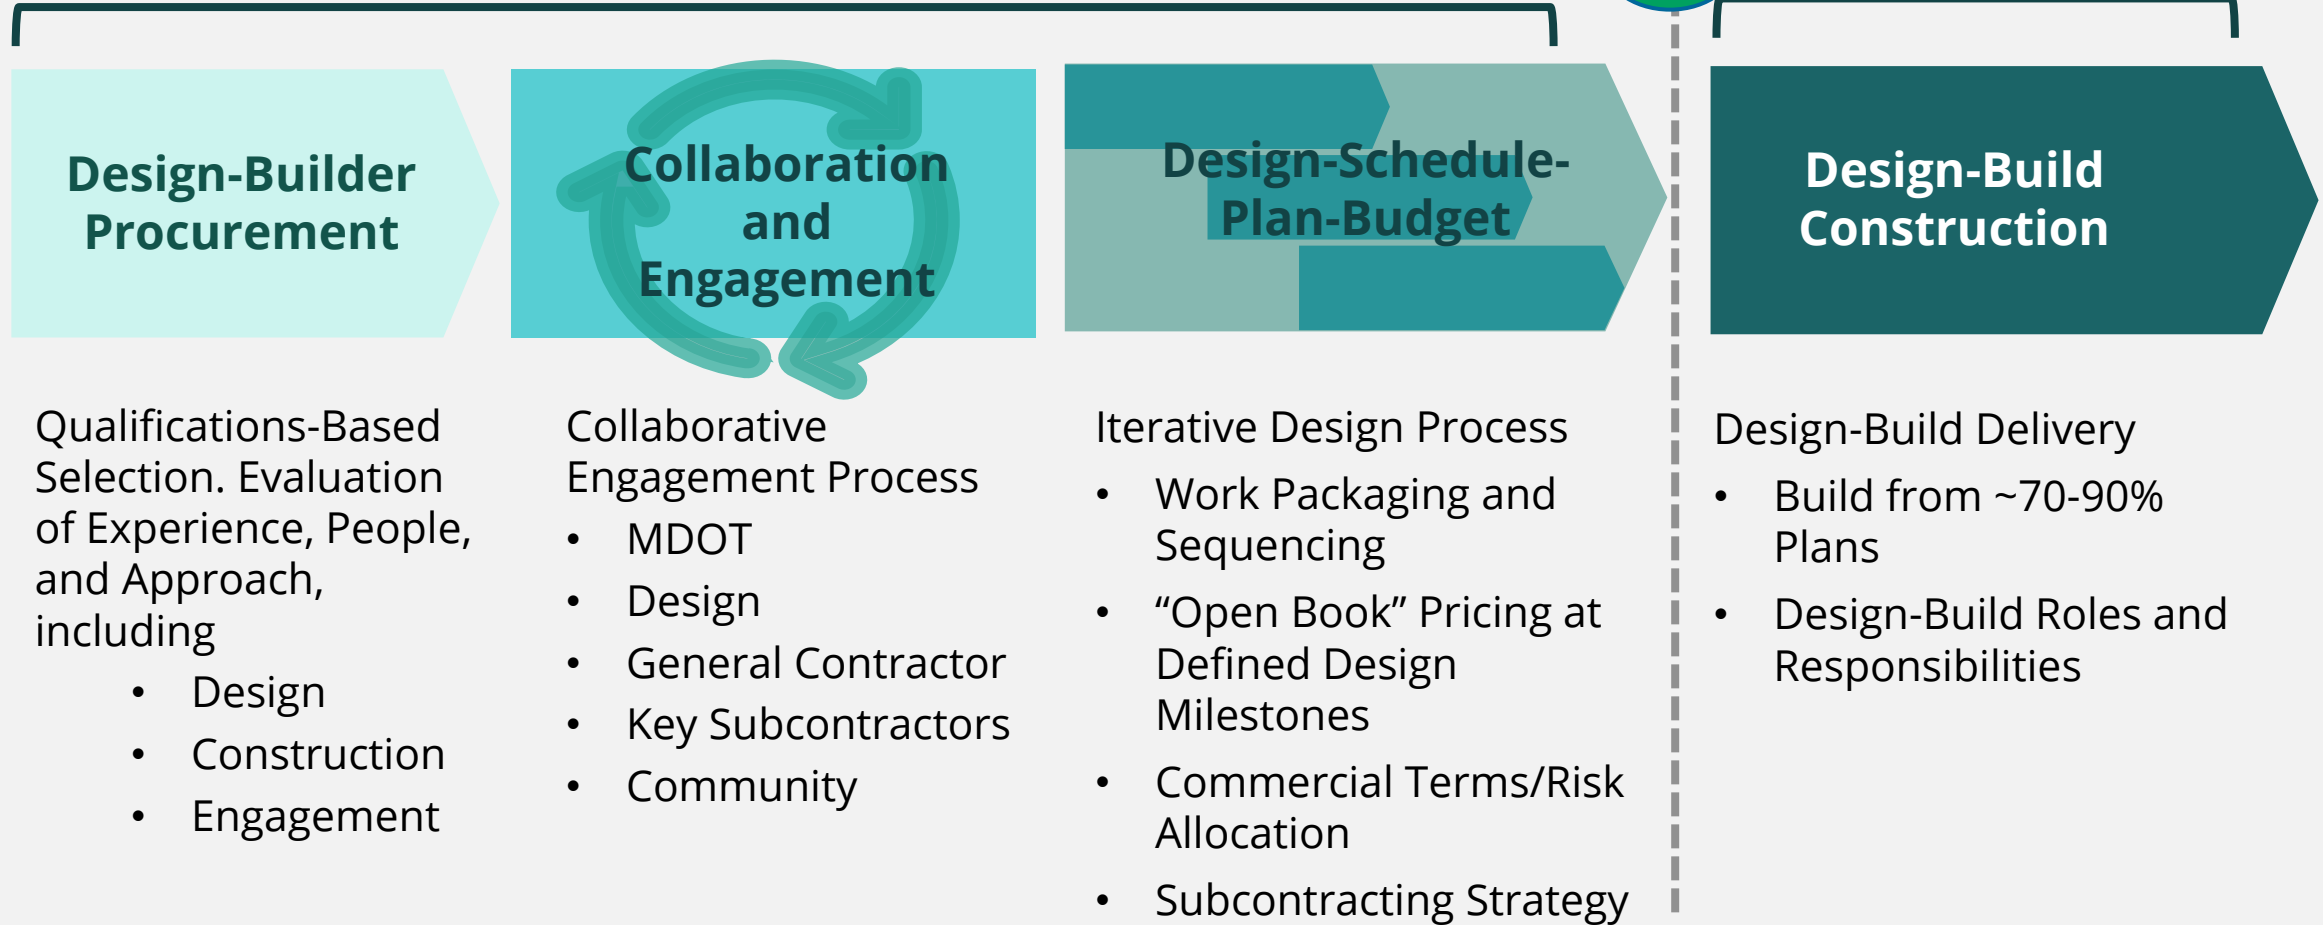 Design-Builder
Procurement
Collaboration
and
Engagement
Design-Schedule-
Plan-Budget
Design-Build
Construction
Qualifications-Based
Selection. Evaluation
of Experience, People,
and Approach,
including
• Design
• Construction
• Engagement
Collaborative
Engagement Process
• MDOT
• Design
• General Contractor
• Key Subcontractors
• Community
Iterative Design Process
• Work Packaging and
Sequencing
• “Open Book” Pricing at
Defined Design
Milestones
• Commercial Terms/Risk
Allocation
• Subcontracting Strategy
Design-Build Delivery
• Build from ~70-90%
Plans
• Design-Build Roles and
Responsibilities